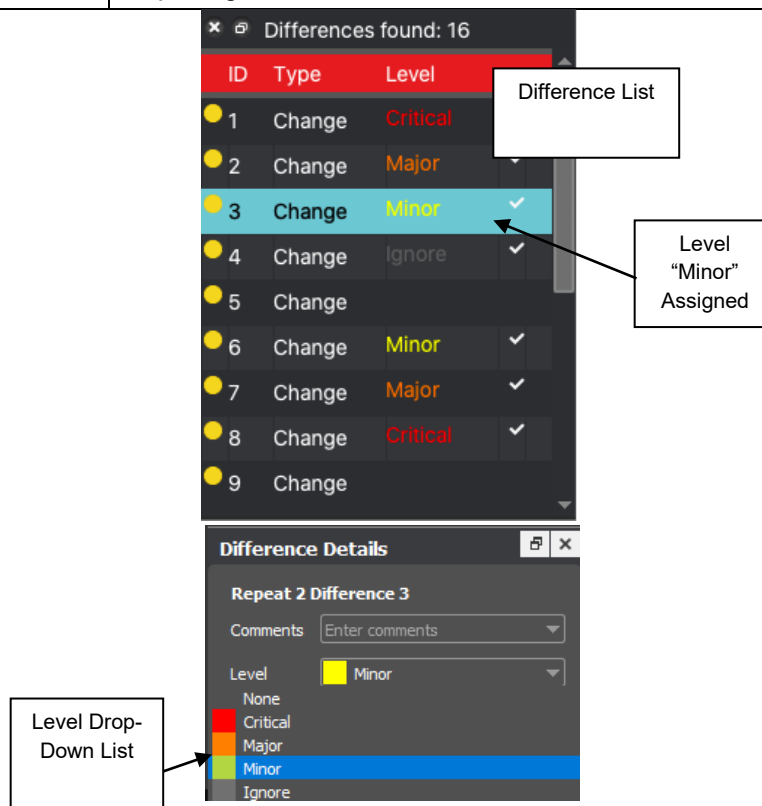 Differences found: 16
ID Type Level
Difference List
1 Change Critical
2 Change Major
3 Change Minor
Level
“Minor”
Assigned
4 Change Ignore
5 Change
6 Change Minor
7 Change Major
8 Change Critical
9 Change
Difference Details
Repeat 2 Difference 3
Comments Enter comments
Level Minor
None
Critical
Major
Minor
Ignore
Level Drop-
Down List